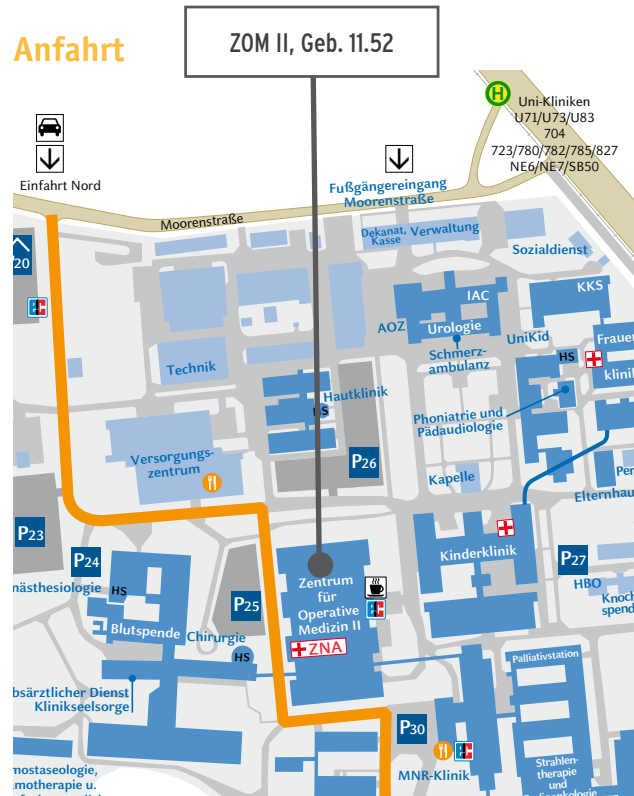 Anfahrt
ZOM II, Geb. 11.52
H
Uni-Kliniken
U71/U73/U83
704
723/780/782/785/827
NE6/NE7/SB50
Einfahrt Nord
Fußgängereingang
Moorenstraße
Moorenstraße
Dekanat,
Kasse
Verwaltung
Sozialdienst
20
KKS
IAC
AOZ
Urologie
UniKid
HS
Frauen
klinik
Schmerz-
ambulanz
Technik
Hautklinik
HS
Phoniatrie und
Pädaudiologie
Versorgungs-
zentrum
P26
Kapelle
Elternhau
P23
P24
Kinderklinik
P27
HBO
Knoch
spend
näs­thesiologie
HS
P25
Zentrum
für
Operative
Medizin II
Blutspende
Chirurgie
ZNA
HS
Palliativstation
bsärztlicher Dienst
Klinikseelsorge
P30
MNR-Klinik
Strahlen-
therapie
und
mostaseologie,
motherapie u.